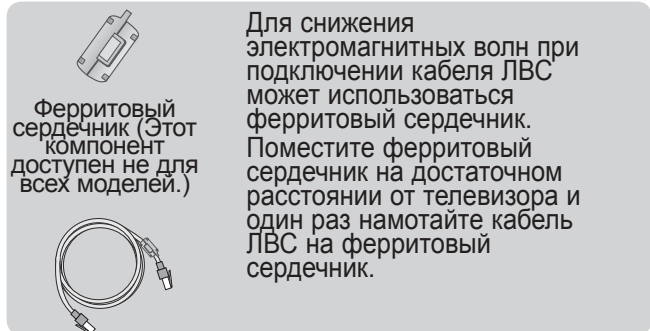 Ферритовый
сердечник (Этот
компонент
доступен не для
всех моделей.)
Для снижения
электромагнитных волн при
подключении кабеля ЛВС
может использоваться
ферритовый сердечник.
Поместите ферритовый
сердечник на достаточном
расстоянии от телевизора и
один раз намотайте кабель
ЛВС на ферритовый
сердечник.